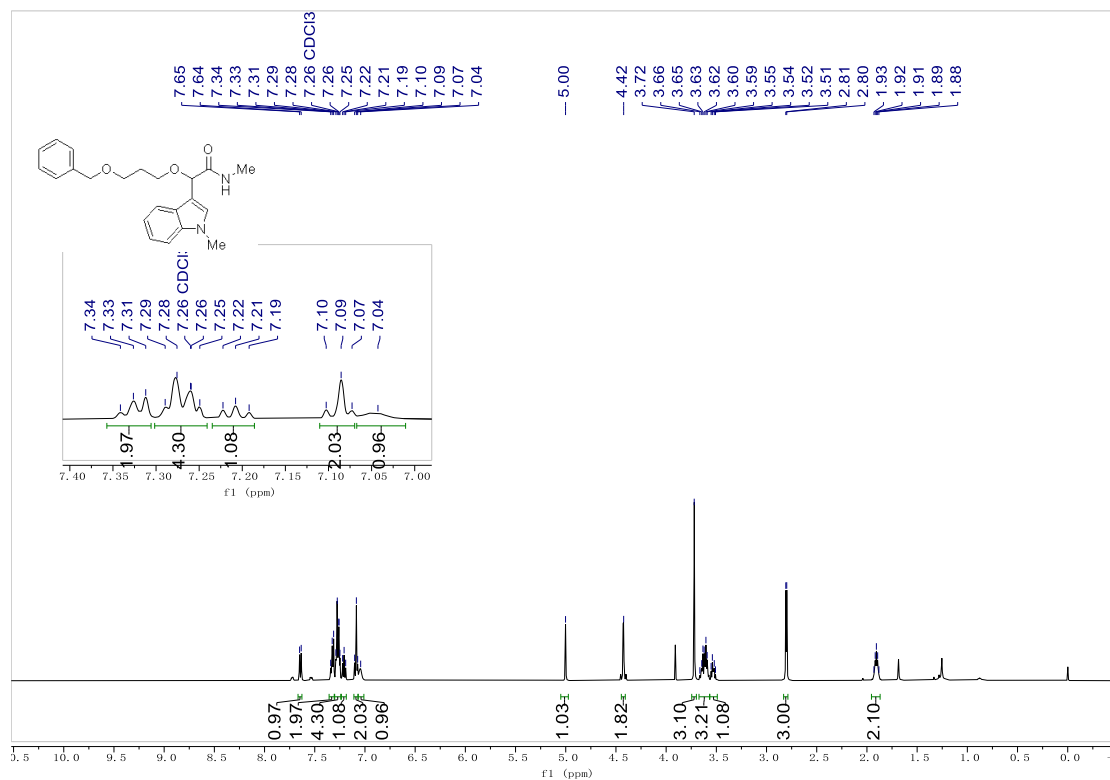 7.65 7.64 7.34 7.33 7.31 7.29 7.28 7.26 CDCl3 7.26 7.25 7.22 7.21 7.19 7.10 7.09 7.07 7.04 5.00 4.42 3.72 3.66 3.65 3.63 3.62 3.60 3.59 3.55 3.54 3.52 3.51 2.81 2.80 1.93 1.92 1.91 1.89 1.88
O
O O N Me
H
N
Me
7.34 7.33 7.31 7.29 7.28 7.26 CDCl 7.26 7.25 7.22 7.21 7.19 7.10 7.09 7.07 7.04
1.97 4.30 1.08 2.03 0.96
7.40 7.35 7.30 7.25 7.20 7.15 7.10 7.05 7.00
f1 (ppm)
0.97 1.97 4.30 1.08 2.03 0.96 1.03 1.82 3.10 3.21 1.08 3.00 2.10
0.5 10.0 9.5 9.0 8.5 8.0 7.5 7.0 6.5 6.0 5.5 5.0 4.5 4.0 3.5 3.0 2.5 2.0 1.5 1.0 0.5 0.0
f1 (ppm)